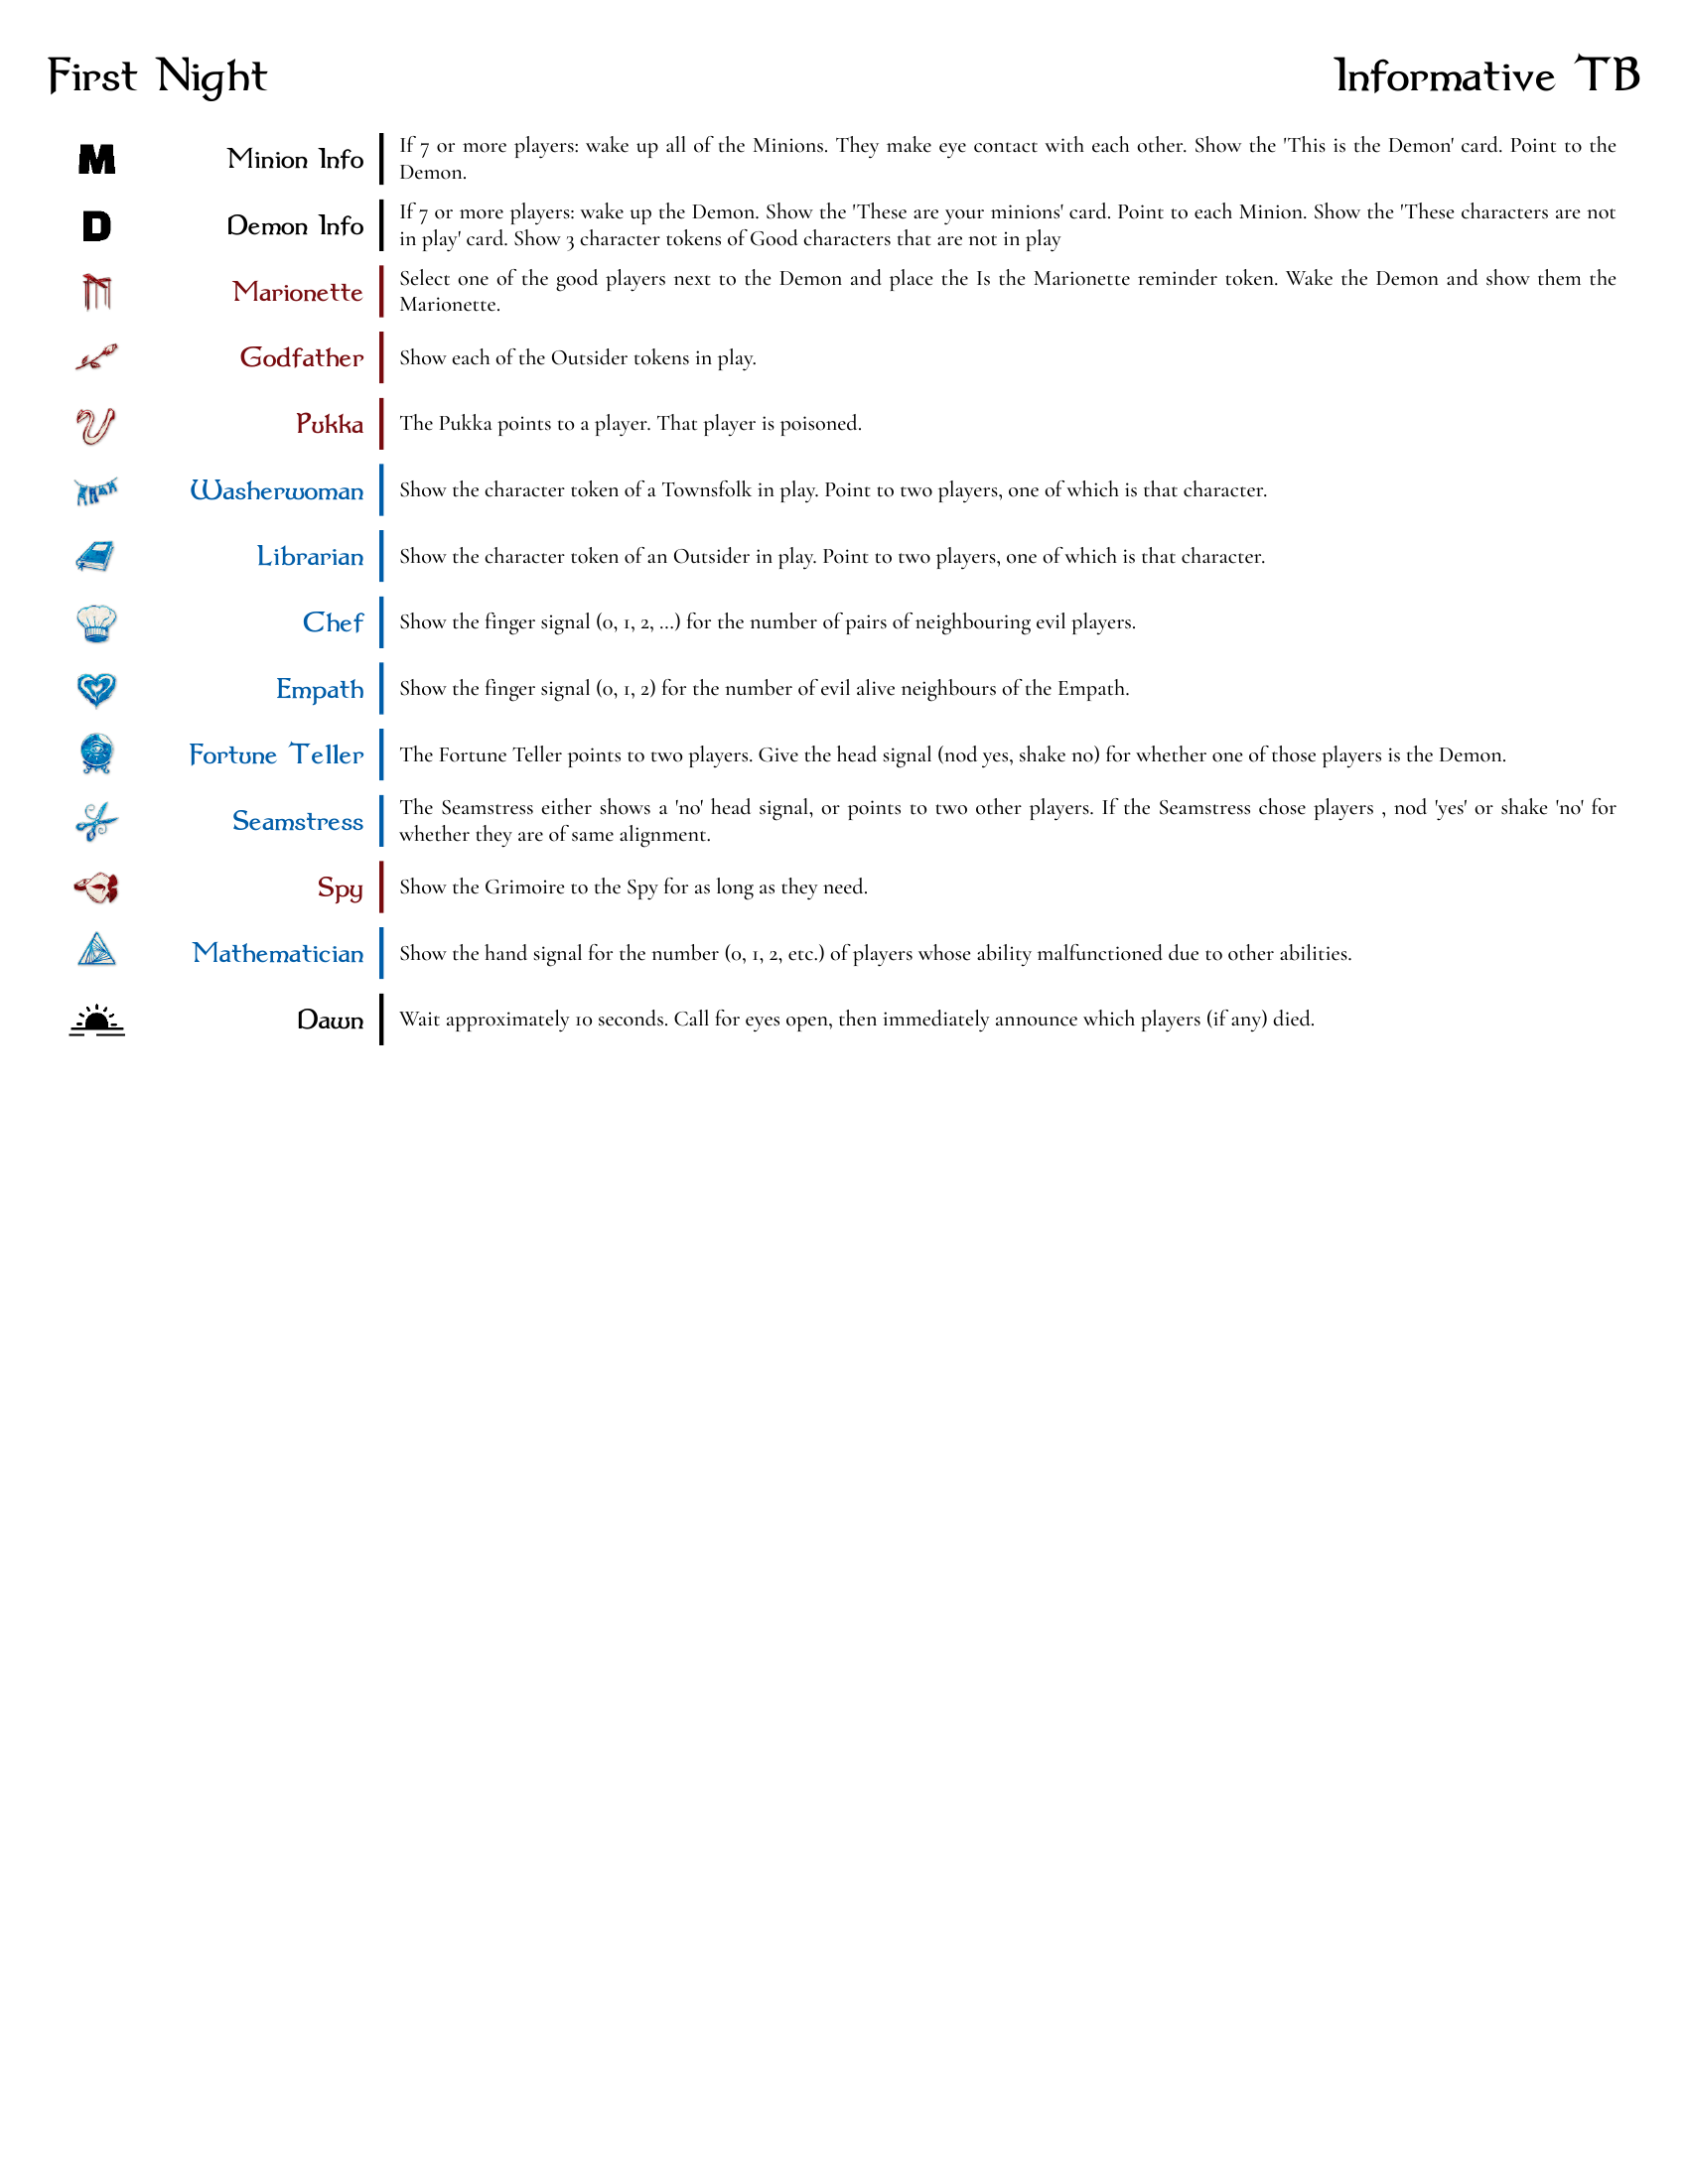 First Night
Informative TB
M
Minion Info
If 7 or more players: wake up all of the Minions. They make eye contact with each other. Show the 'This is the Demon' card. Point to the
Demon.
D
Demon Info
If 7 or more players: wake up the Demon. Show the 'These are your minions' card. Point to each Minion. Show the 'These characters are not
in play' card. Show 3 character tokens of Good characters that are not in play
Marionette
Select one of the good players next to the Demon and place the Is the Marionette reminder token. Wake the Demon and show them the
Marionette.
Godfather
Show each of the Outsider tokens in play.
Pukka
The Pukka points to a player. That player is poisoned.
Washerwoman
Show the character token of a Townsfolk in play. Point to two players, one of which is that character.
Librarian
Show the character token of an Outsider in play. Point to two players, one of which is that character.
Chef
Show the finger signal (0, 1, 2, ...) for the number of pairs of neighbouring evil players.
Empath
Show the finger signal (0, 1, 2) for the number of evil alive neighbours of the Empath.
Fortune Teller
The Fortune Teller points to two players. Give the head signal (nod yes, shake no) for whether one of those players is the Demon.
Seamstress
The Seamstress either shows a 'no' head signal, or points to two other players. If the Seamstress chose players , nod 'yes' or shake 'no' for
whether they are of same alignment.
Spy
Show the Grimoire to the Spy for as long as they need.
Mathematician
Show the hand signal for the number (0, 1, 2, etc.) of players whose ability malfunctioned due to other abilities.
Dawn
Wait approximately 10 seconds. Call for eyes open, then immediately announce which players (if any) died.